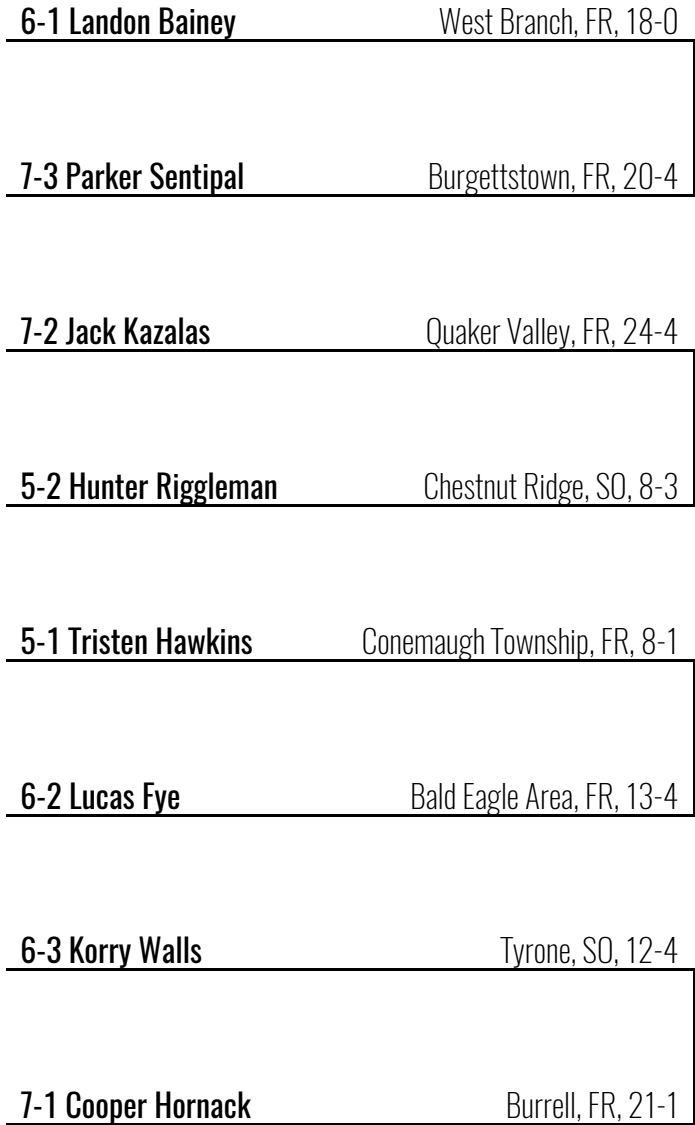 6-1 Landon Bainey West Branch, FR, 18-0
7-3 Parker Sentipal Burgettstown, FR, 20-4
7-2 Jack Kazalas Quaker Valley, FR, 24-4
5-2 Hunter Riggleman Chestnut Ridge, SO, 8-3
5-1 Tristen Hawkins Conemaugh Township, FR, 8-1
6-2 Lucas Fye Bald Eagle Area, FR, 13-4
6-3 Korry Walls Tyrone, SO, 12-4
7-1 Cooper Hornack Burrell, FR, 21-1